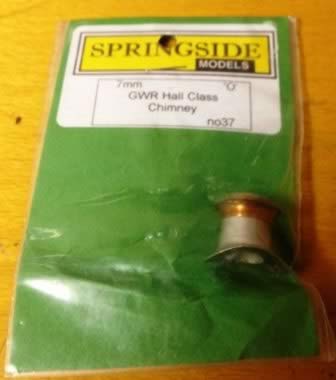 SPRINGSIDE
MODELS
7mm 'O'
GWR Hall Class
Chimney
no37